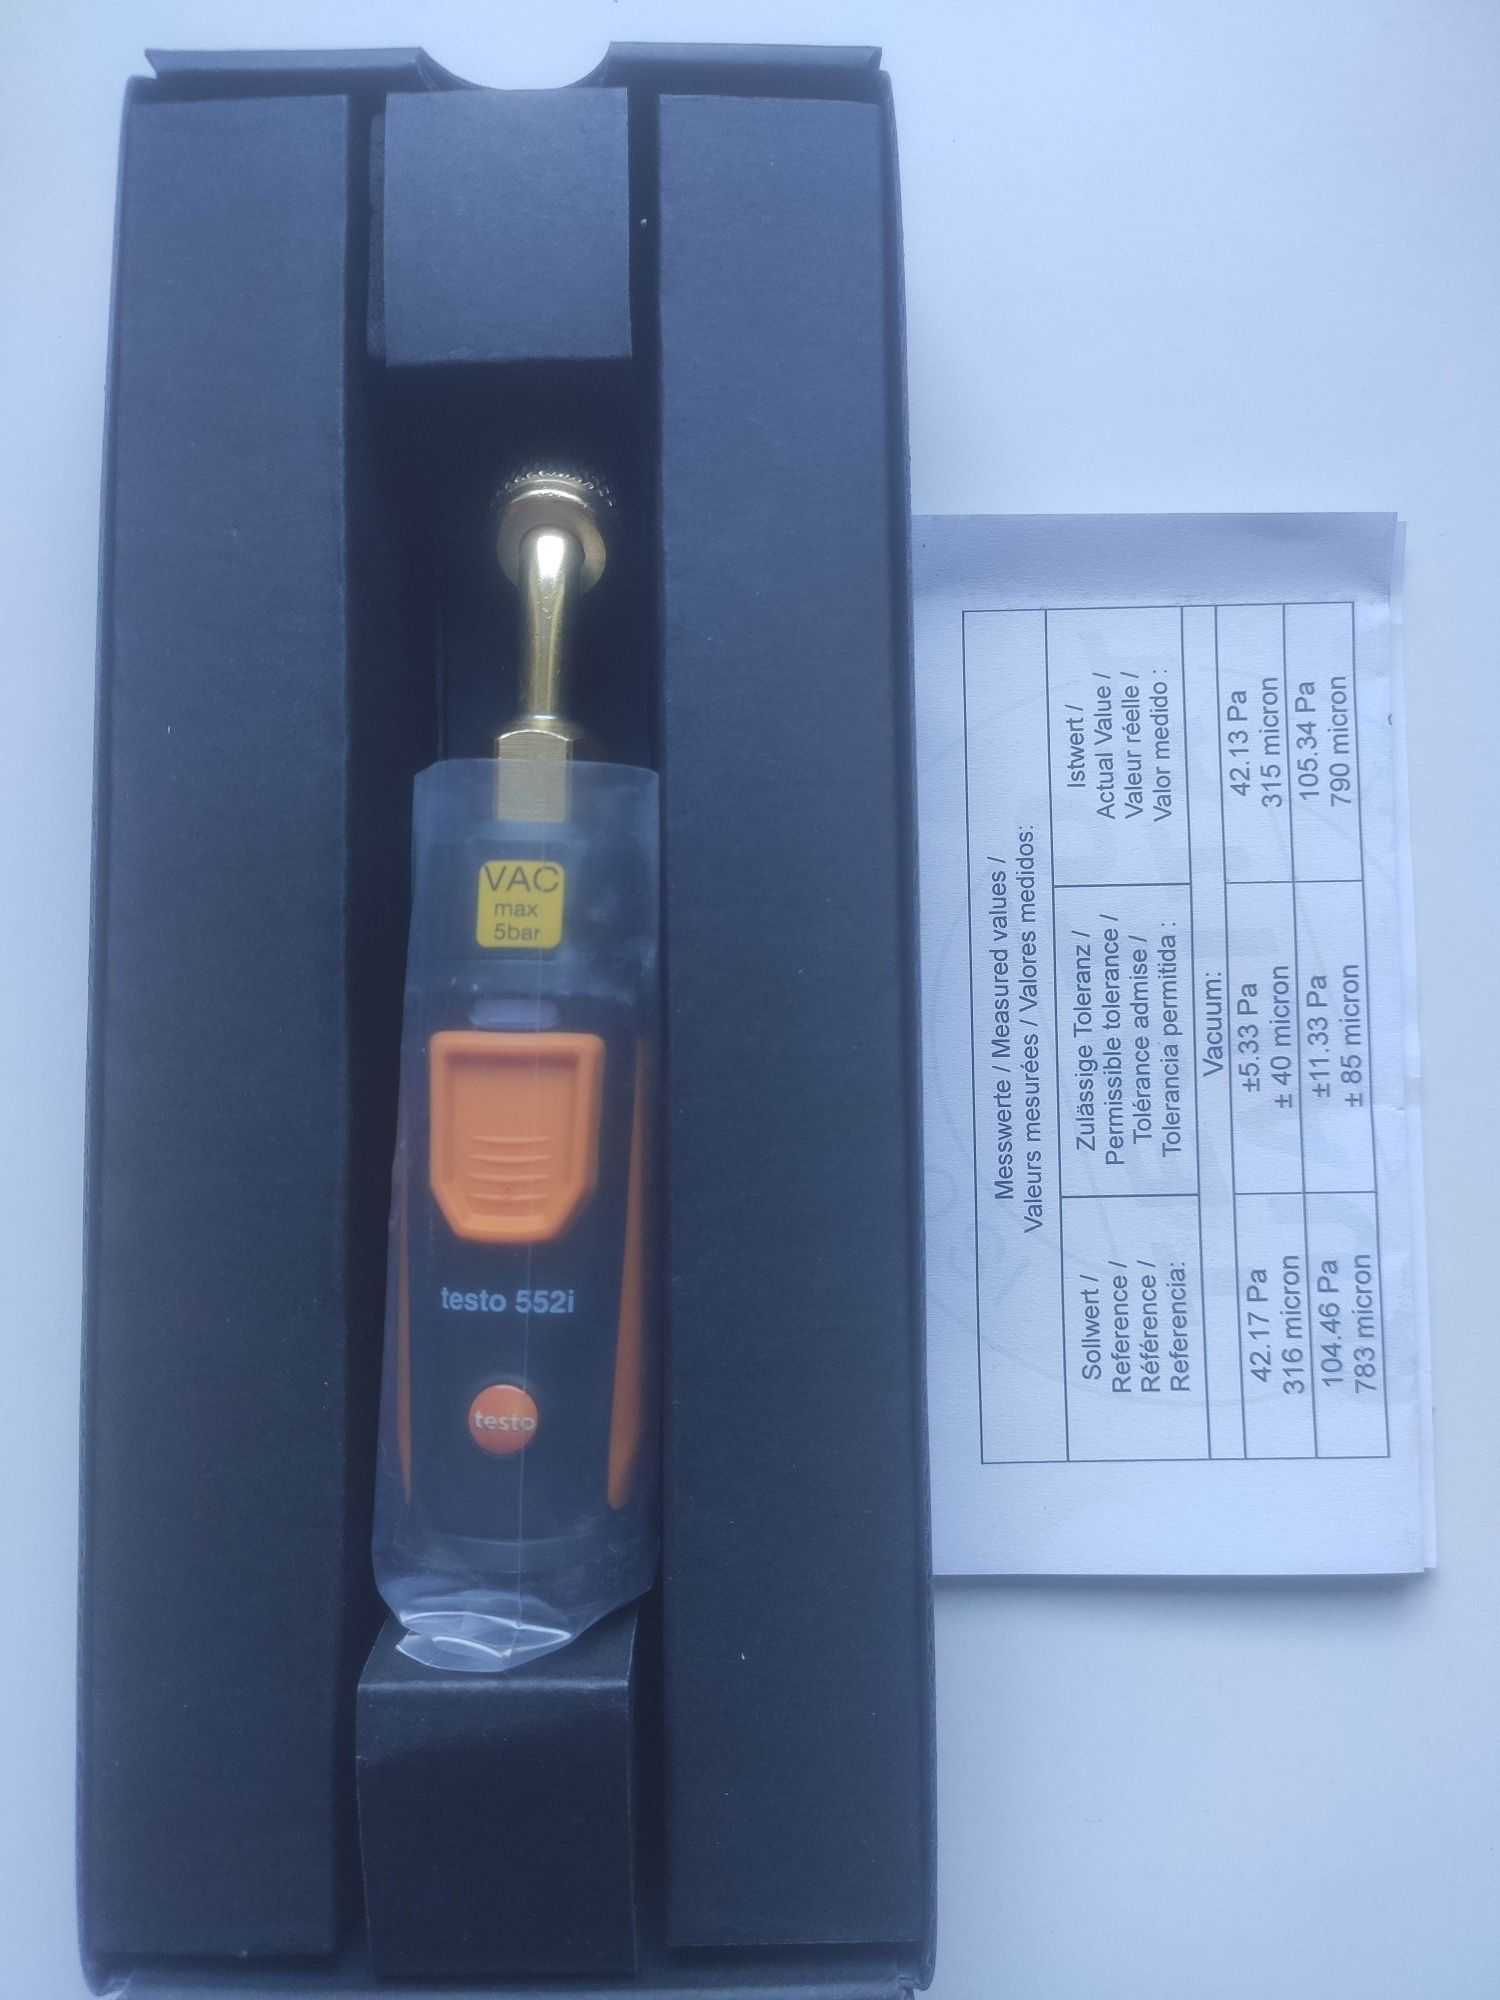 VAC
max
5bar
testo 552i
testo
Messwerte / Measured values /
Valeurs mesurées / Valores medidos:
Sollwert /
Reference /
Référence /
Referencia:
Zulässige Toleranz /
Permissible tolerance /
Tolérance admise /
Tolerancia permitida :
Istwert /
Actual Value /
Valeur réelle /
Valor medido :
Vacuum:
42.17 Pa
316 micron
±5.33 Pa
± 40 micron
42.13 Pa
315 micron
104.46 Pa
783 micron
±11.33 Pa
± 85 micron
105.34 Pa
790 micron